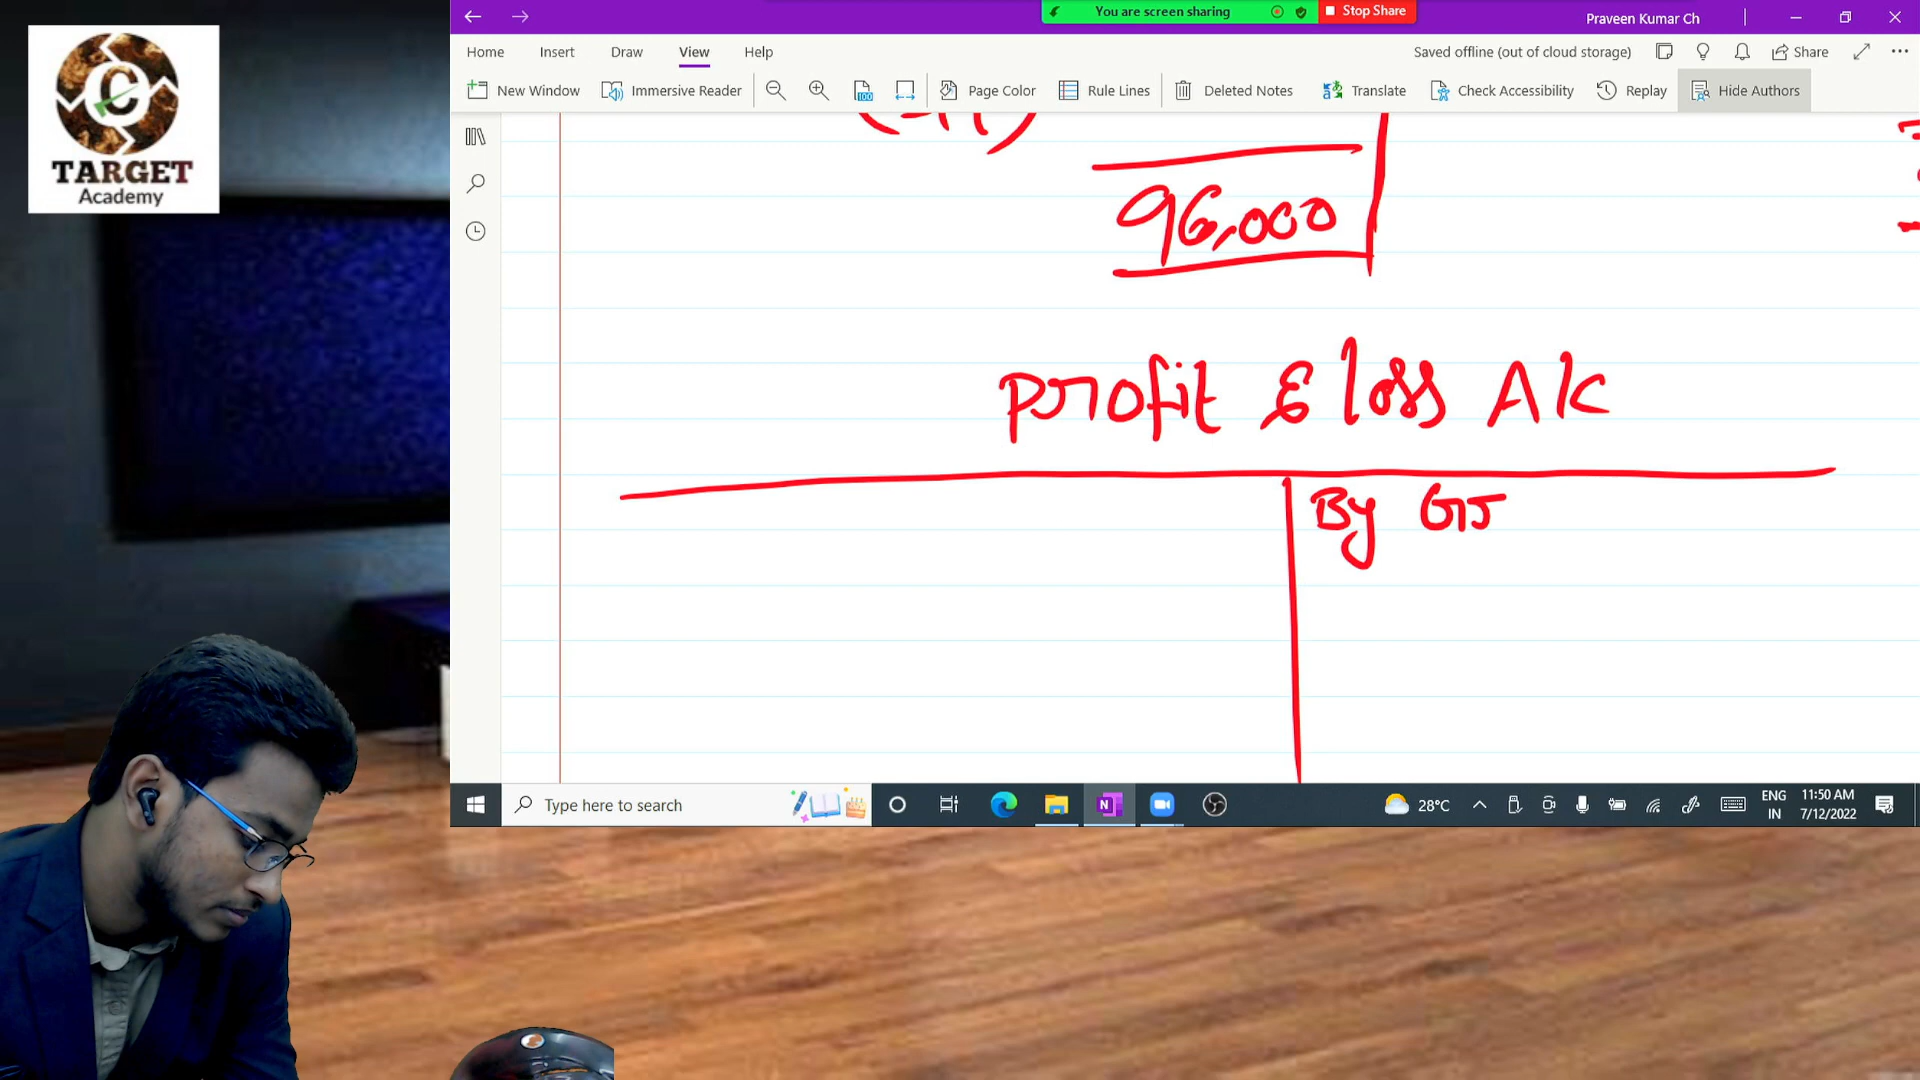 C
TARGET
Academy
You are screen sharing
Stop Share
Praveen Kumar Ch
Home Insert Draw View Help
Saved offline (out of cloud storage)
Share
New Window Immersive Reader Page Color Rule Lines Deleted Notes Translate Check Accessibility Replay Hide Authors
96,000
Profit & loss A/c
By
Type here to search
28°C
ENG
IN
11:50 AM
7/12/2022